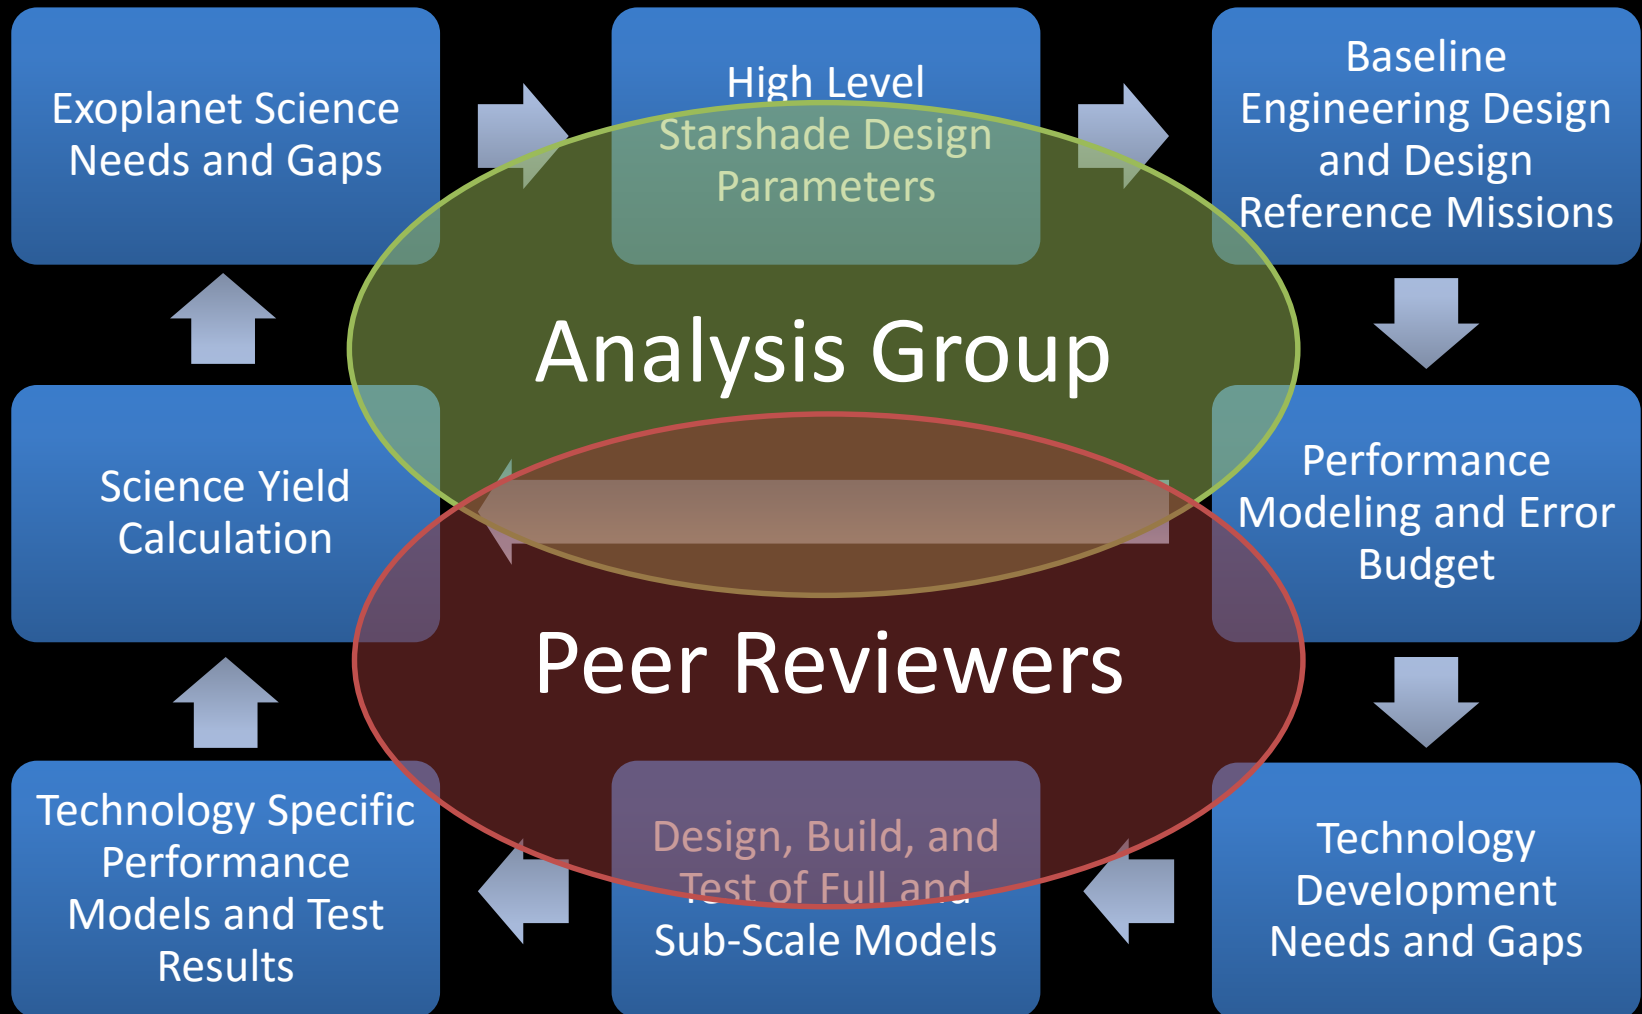 Exoplanet Science
Needs and Gaps
High Level
Starshade Design
Parameters
Baseline
Engineering Design
and Design
Reference Missions
Analysis Group
Science Yield
Calculation
Performance
Modeling and Error
Budget
Peer Reviewers
Technology Specific
Performance
Models and Test
Results
Design, Build, and
Test of Full and
Sub-Scale Models
Technology
Development
Needs and Gaps